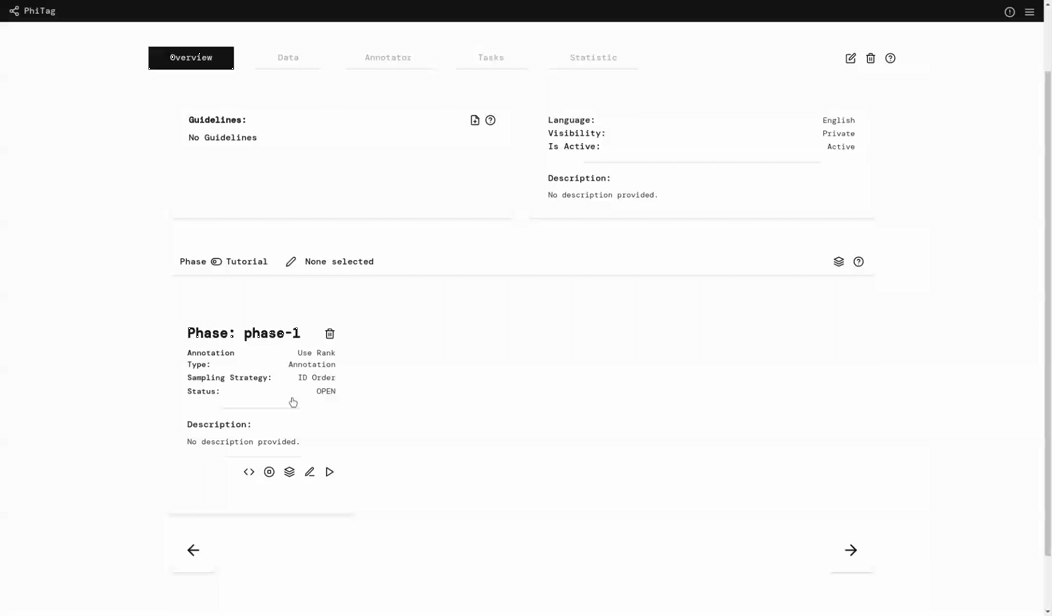 PhiTag
Overview
Data
Annotator
Tasks
Statistic
Guidelines:
No Guidelines
Language: English
Visibility: Private
Is Active: Active
Description:
No description provided.
Phase Tutorial None selected
Phase: phase-1
Annotation Type: Use Rank Annotation
Sampling Strategy: ID Order
Status: OPEN
Description:
No description provided.